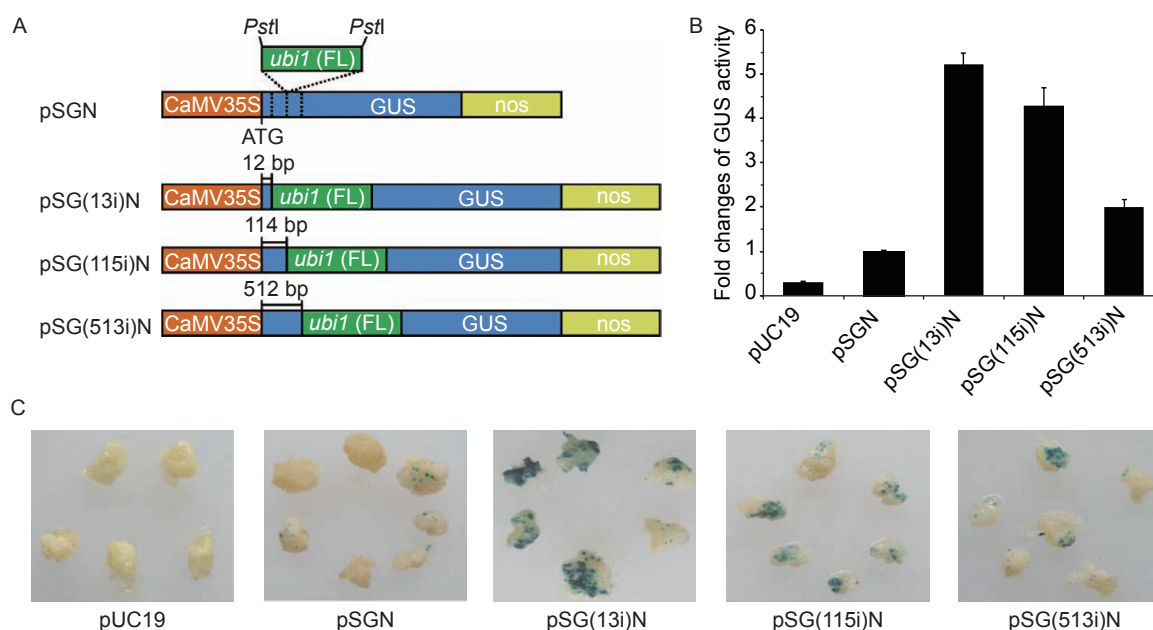 A
PstI PstI
ubi1 (FL)
pSGN
CaMV35S GUS nos
ATG
12 bp
pSG(13i)N
CaMV35S ubi1 (FL) GUS nos
114 bp
pSG(115i)N
CaMV35S ubi1 (FL) GUS nos
512 bp
pSG(513i)N
CaMV35S ubi1 (FL) GUS nos
B
Fold changes of GUS activity
6
5
4
3
2
1
0
pUC19
pSGN
pSG(13i)N
pSG(115i)N
pSG(513i)N
C
pUC19 pSGN pSG(13i)N pSG(115i)N pSG(513i)N